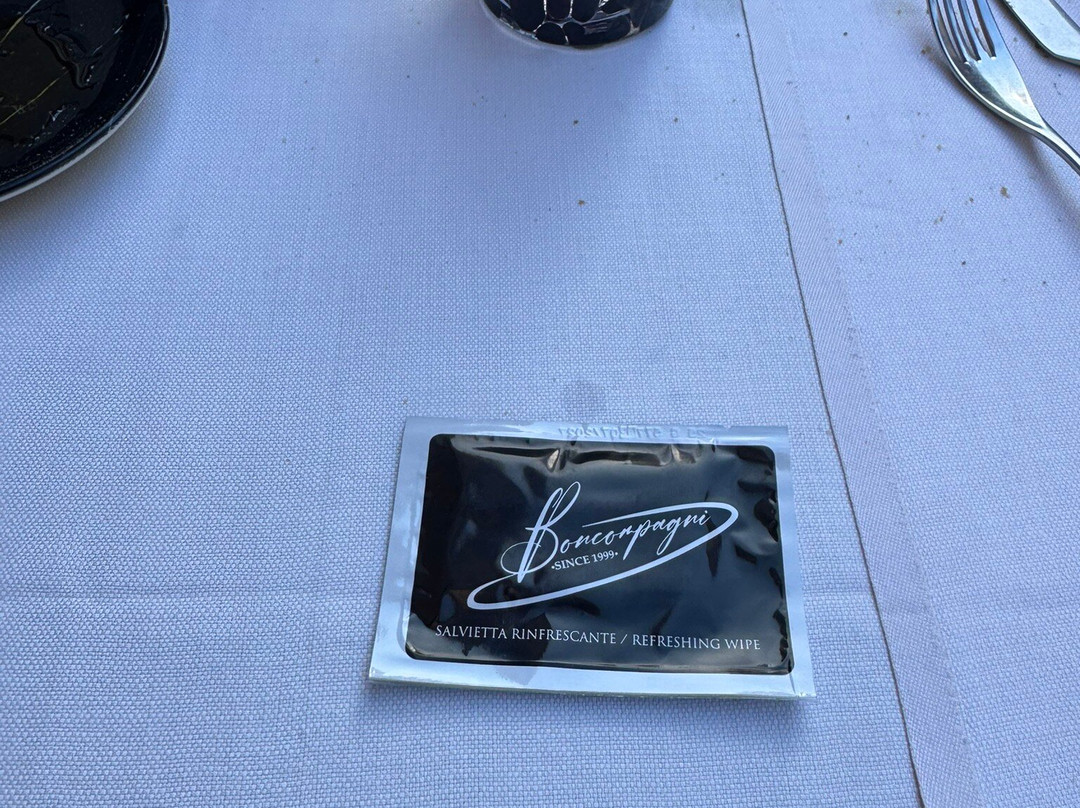 Boncompagni
•SINCE 1999•
SALVIETTA RINFRESCANTE / REFRESHING WIPE